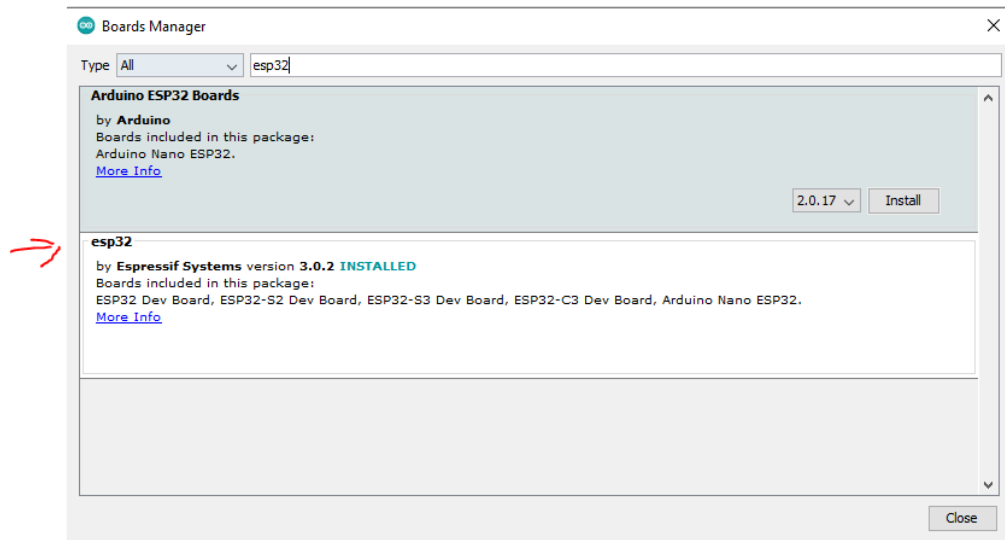 Boards Manager
Type All esp32
Arduino ESP32 Boards
by Arduino
Boards included in this package:
Arduino Nano ESP32.
More Info
2.0.17 Install
esp32
by Espressif Systems version 3.0.2 INSTALLED
Boards included in this package:
ESP32 Dev Board, ESP32-S2 Dev Board, ESP32-S3 Dev Board, ESP32-C3 Dev Board, Arduino Nano ESP32.
More Info
Close